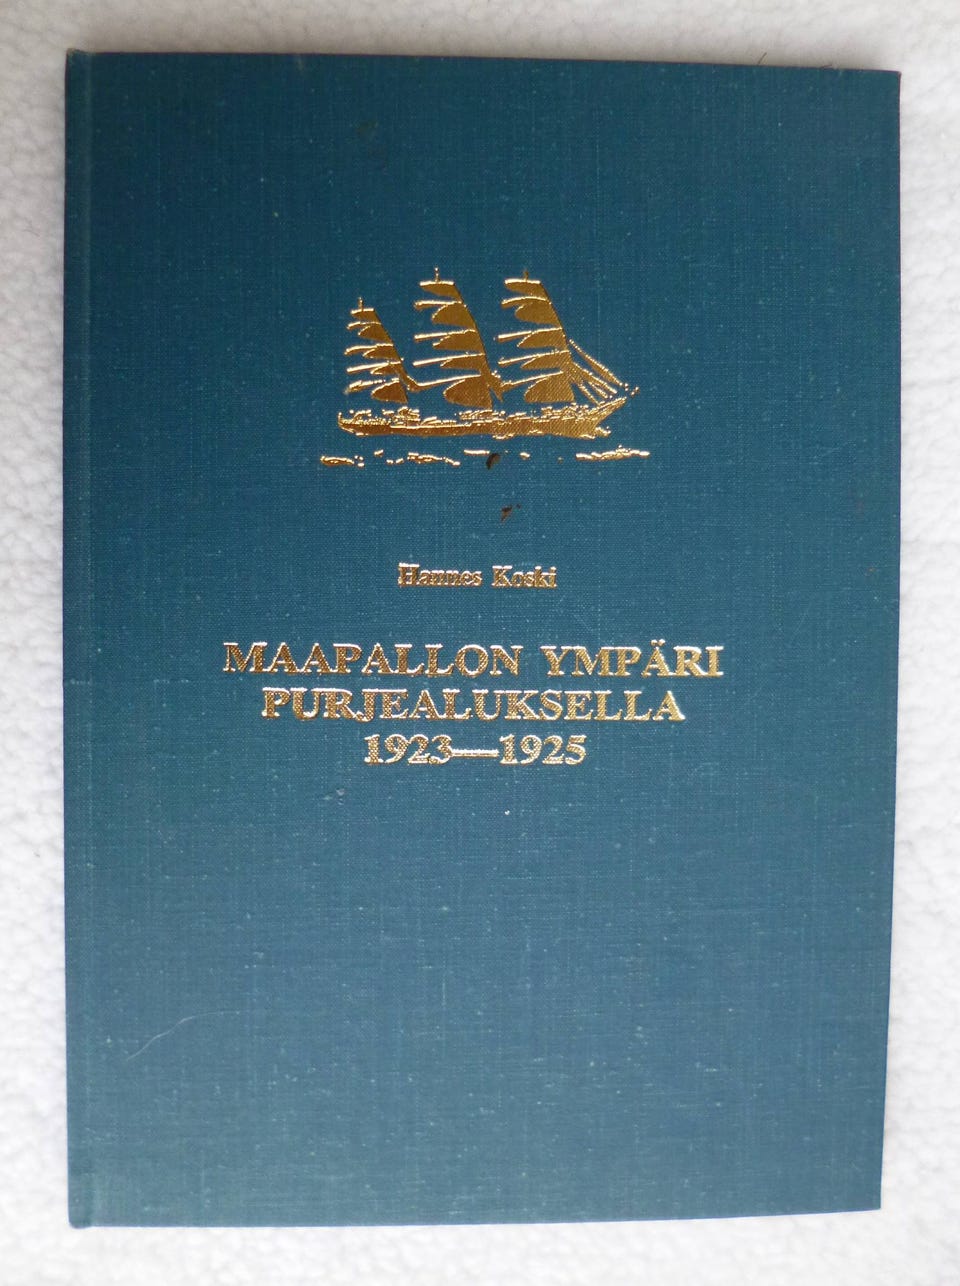 Hannes Koski
MAAPALLON YMPÄRI
PURJEALUKSELLA
1923—1925